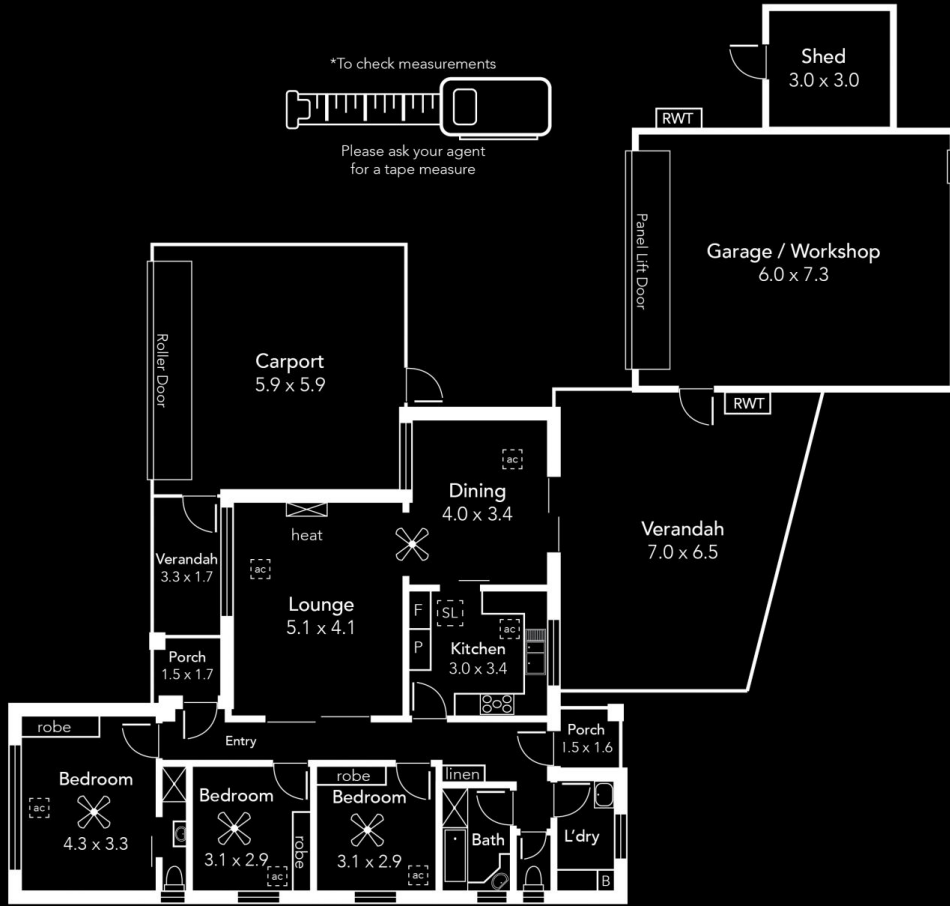 Shed
3.0 x 3.0
*To check measurements
Please ask your agent
for a tape measure
RWT
Panel Lift Door
Garage / Workshop
6.0 x 7.3
Roller Door
Carport
5.9 x 5.9
RWT
ac
Dining
4.0 x 3.4
Verandah
7.0 x 6.5
heat
ac
Verandah
3.3 x 1.7
Lounge
5.1 x 4.1
F
SL
ac
P
Kitchen
3.0 x 3.4
Porch
1.5 x 1.7
Entry
Porch
1.5 x 1.6
robe
Bedroom
ac
4.3 x 3.3
Bedroom
3.1 x 2.9
robe
ac
robe
Bedroom
3.1 x 2.9
ac
linen
Bath
L'dry
B